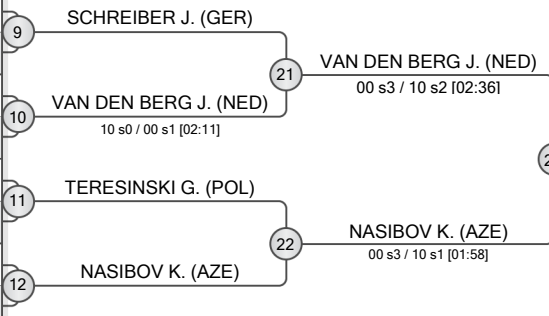 SCHREIBER J. (GER)
9
21
VAN DEN BERG J. (NED)
00 s3 / 10 s2 [02:36]
VAN DEN BERG J. (NED)
10
10 s0 / 00 s1 [02:11]
TERESINSKI G. (POL)
11
22
NASIBOV K. (AZE)
00 s3 / 10 s1 [01:58]
NASIBOV K. (AZE)
12